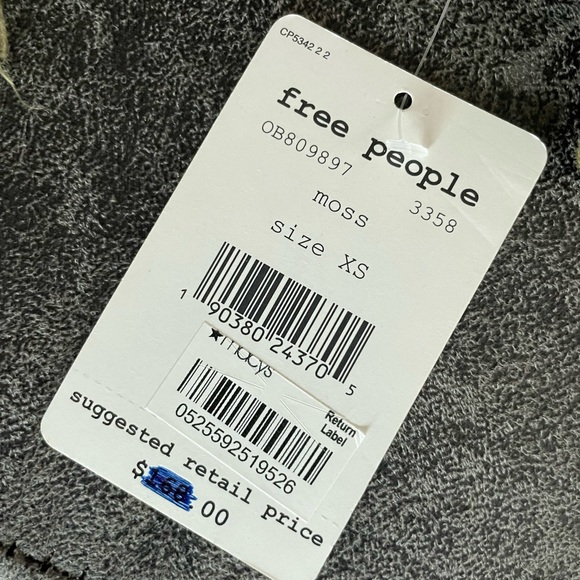 CP5342 2 2
free people
OB809897 3358
moss
size XS
1 90380 24370 5
★macys
Return
Label
0525592519526
suggested retail price
$ 00